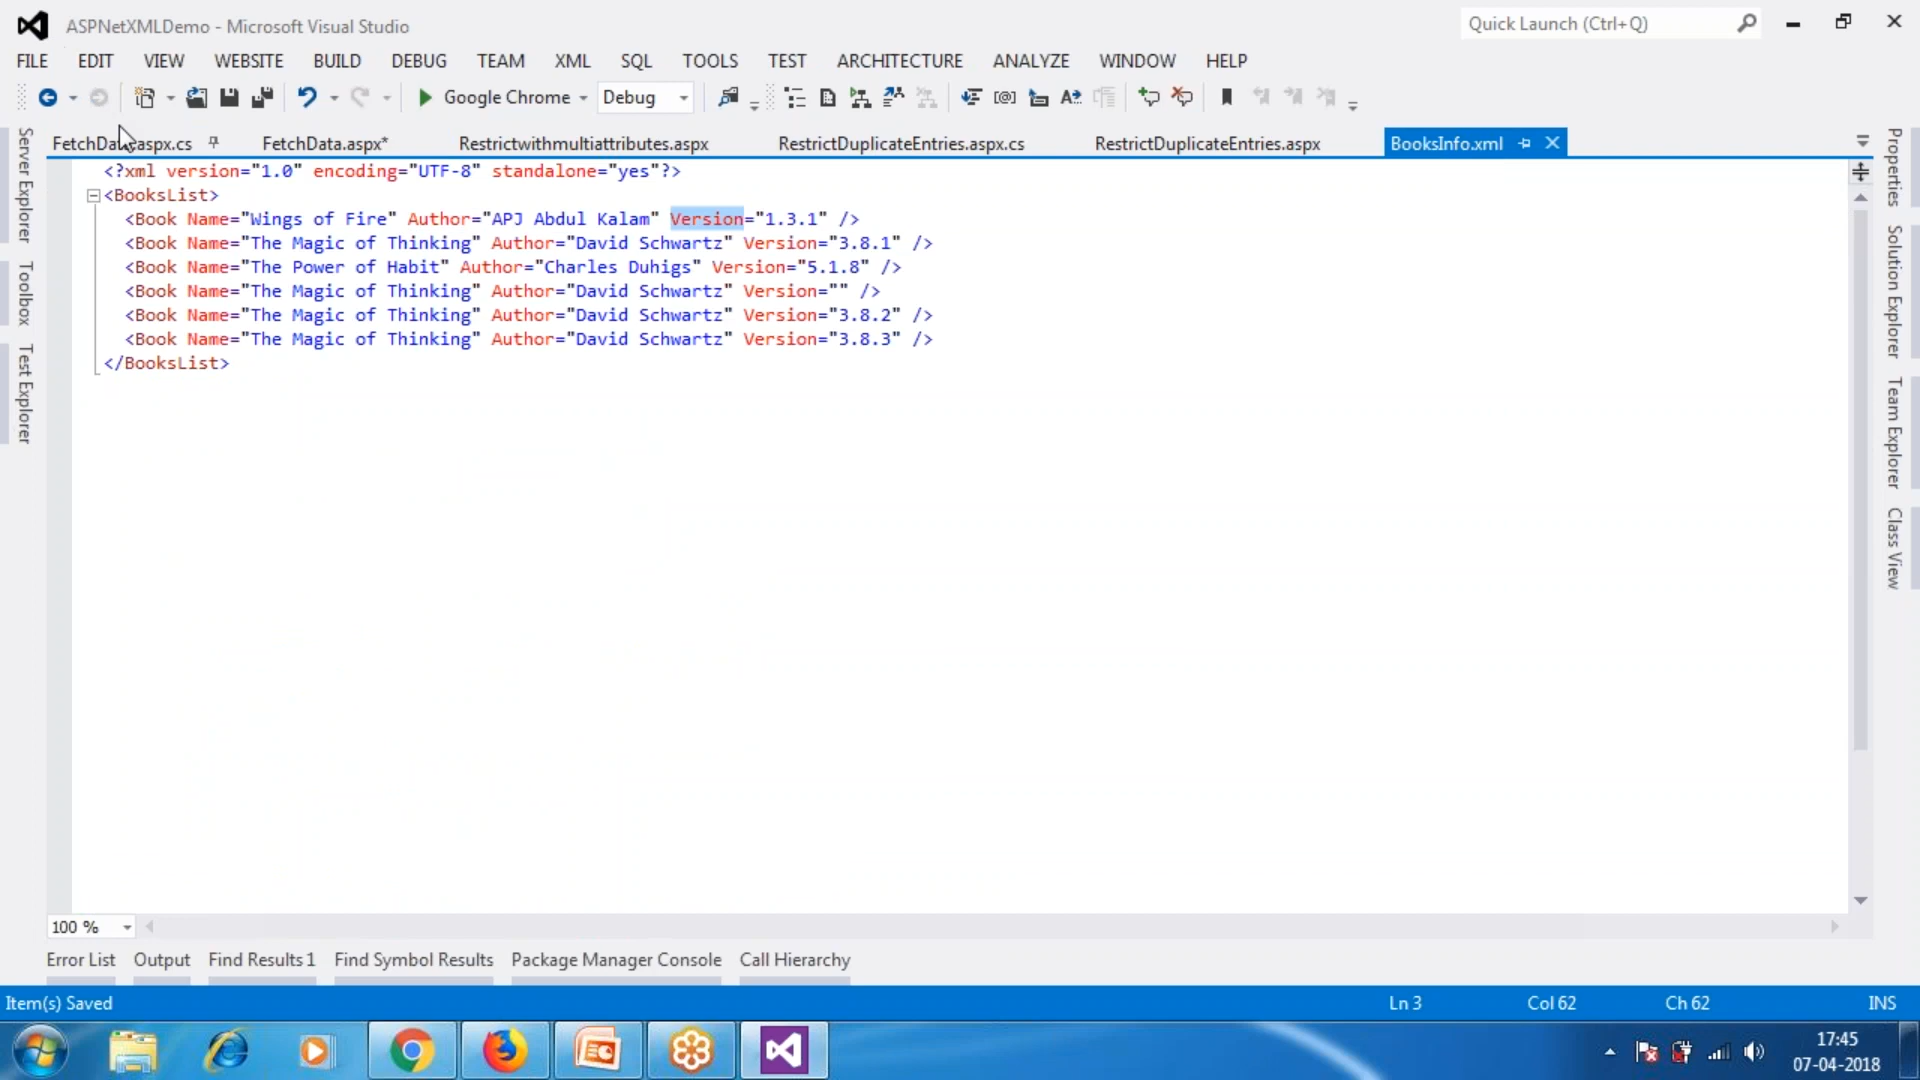 ASPNetXMLDemo - Microsoft Visual Studio
Quick Launch (Ctrl+Q)
FILE EDIT VIEW WEBSITE BUILD DEBUG TEAM XML SQL TOOLS TEST ARCHITECTURE ANALYZE WINDOW HELP
Google Chrome Debug
FetchData.aspx.cs FetchData.aspx* Restrictwithmultiattributes.aspx RestrictDuplicateEntries.aspx.cs RestrictDuplicateEntries.aspx BooksInfo.xml
<?xml version="1.0" encoding="UTF-8" standalone="yes"?>
<BooksList>
<Book Name="Wings of Fire" Author="APJ Abdul Kalam" Version="1.3.1" />
<Book Name="The Magic of Thinking" Author="David Schwartz" Version="3.8.1" />
<Book Name="The Power of Habit" Author="Charles Duhigs" Version="5.1.8" />
<Book Name="The Magic of Thinking" Author="David Schwartz" Version="" />
<Book Name="The Magic of Thinking" Author="David Schwartz" Version="3.8.2" />
<Book Name="The Magic of Thinking" Author="David Schwartz" Version="3.8.3" />
</BooksList>
Server Explorer
Toolbox
Test Explorer
Properties
Solution Explorer
Team Explorer
Class View
100 %
Error List Output Find Results 1 Find Symbol Results Package Manager Console Call Hierarchy
Item(s) Saved Ln 3 Col 62 Ch 62 INS
17:45
07-04-2018